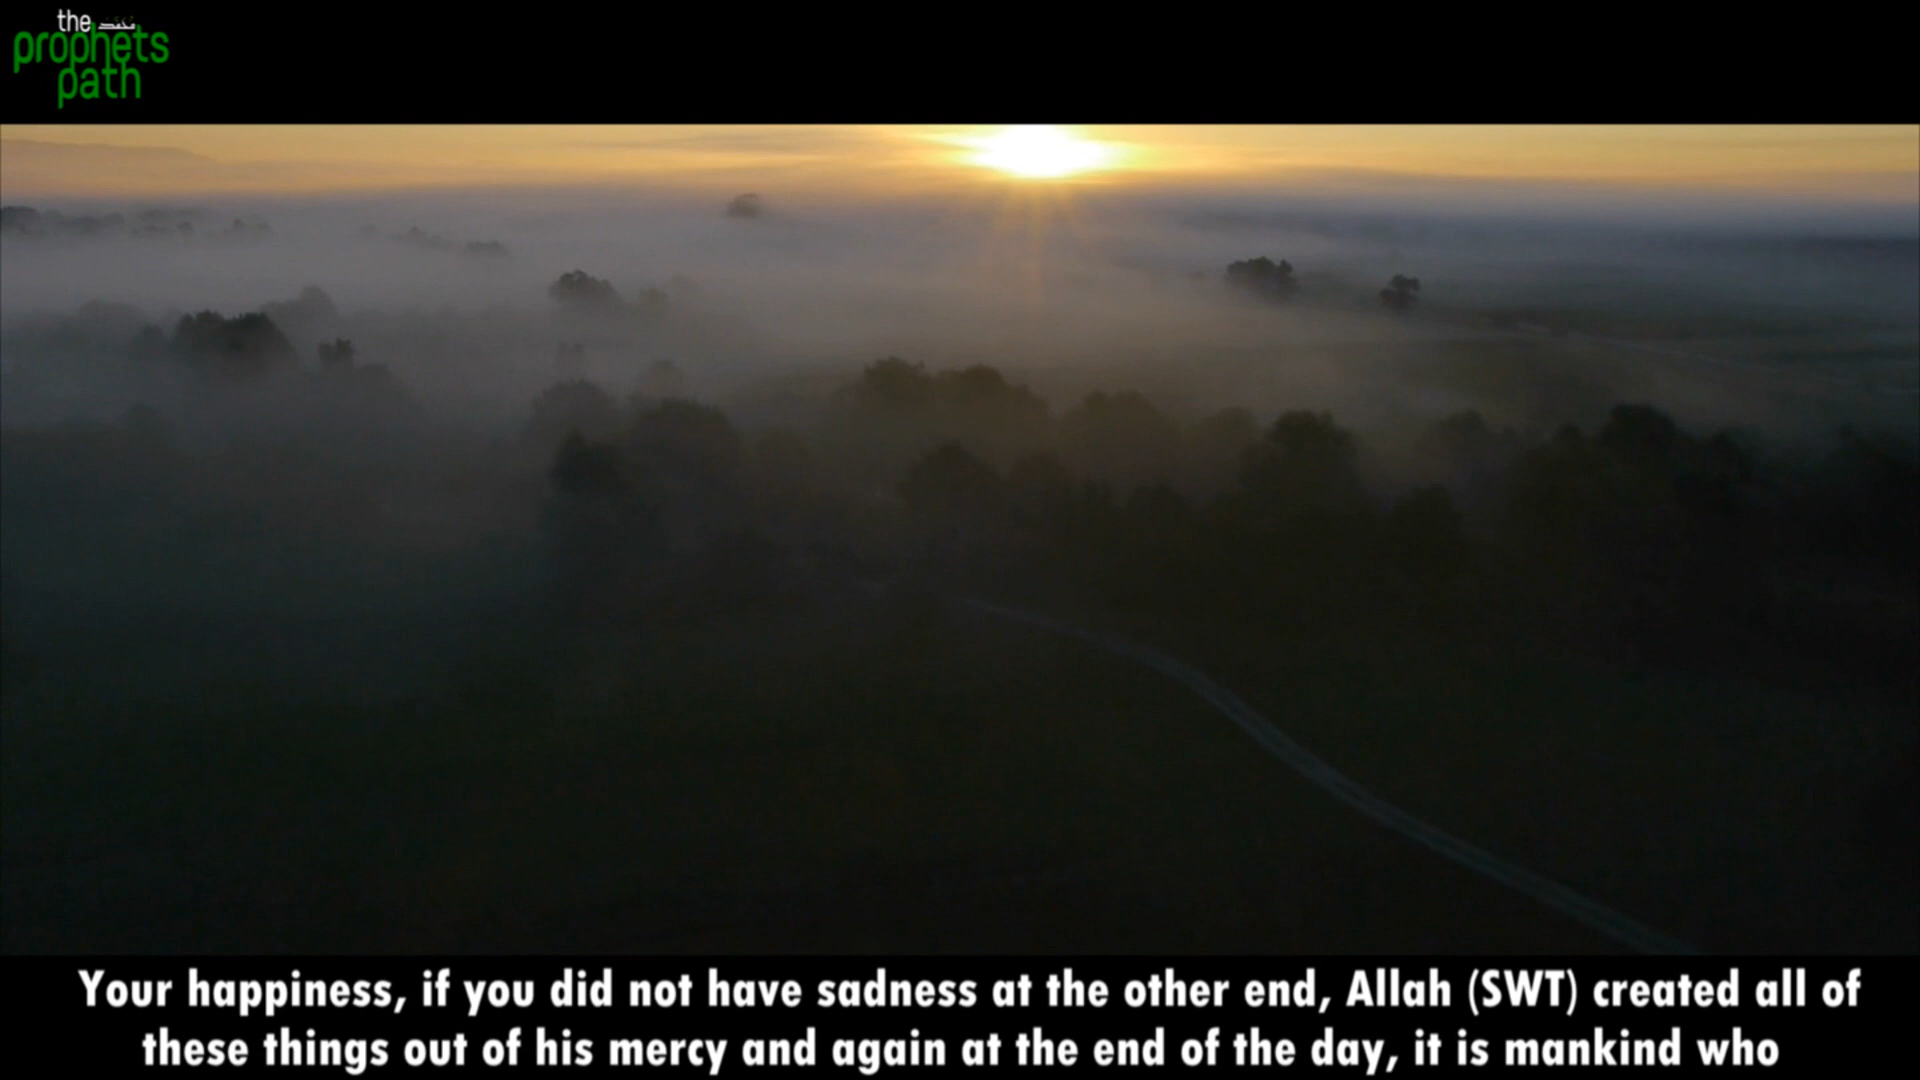 the محمد
prophets
path
Your happiness, if you did not have sadness at the other end, Allah (SWT) created all of
these things out of his mercy and again at the end of the day, it is mankind who